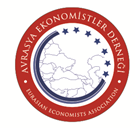 AVRASYA EKONOMİSTLER DERNEĞİ
EURASIAN ECONOMISTS ASSOCIATION